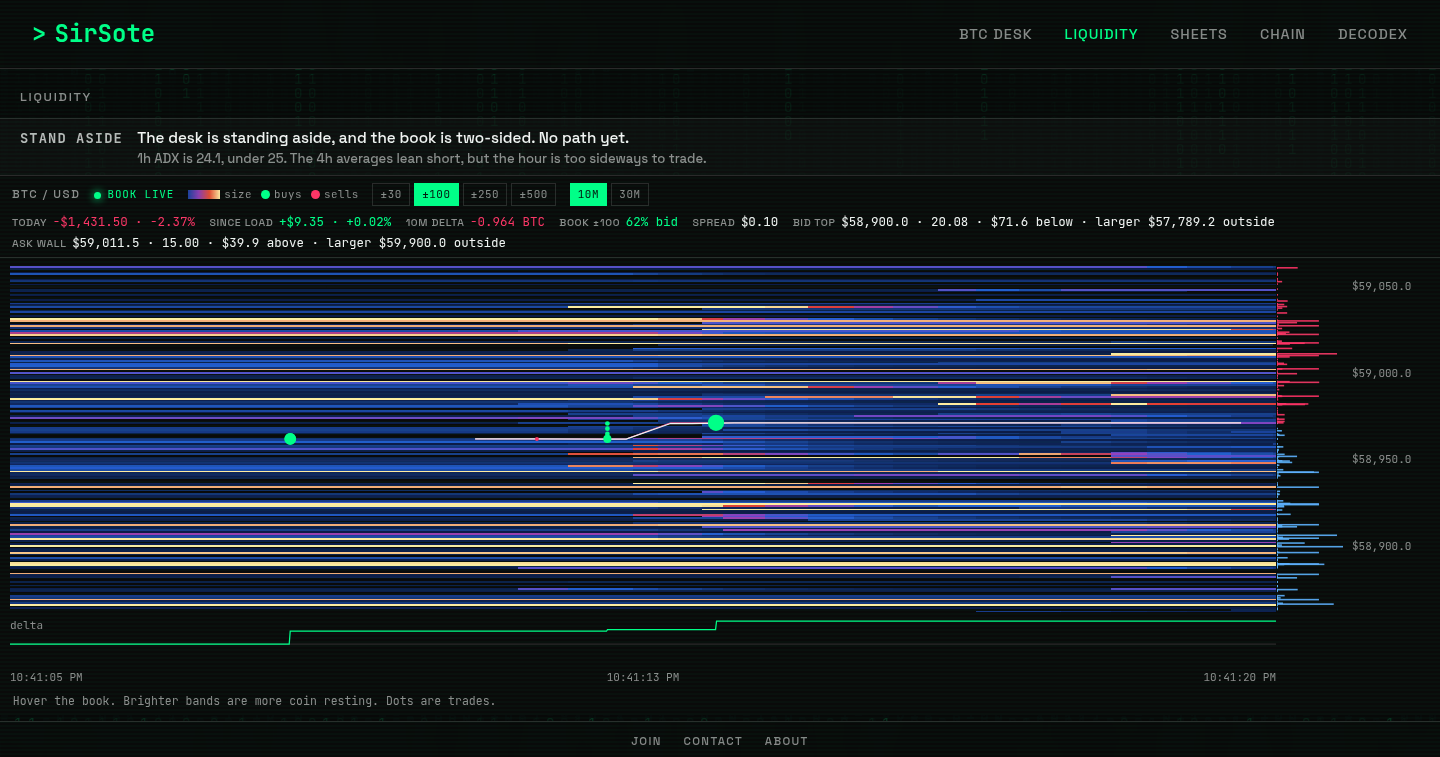 > SirSote
BTC DESK LIQUIDITY SHEETS CHAIN DECODEX
LIQUIDITY
STAND ASIDE The desk is standing aside, and the book is two-sided. No path yet.
1h ADX is 24.1, under 25. The 4h averages lean short, but the hour is too sideways to trade.
BTC / USD BOOK LIVE size buys sells ±30 ±100 ±250 ±500 10M 30M
TODAY -$1,431.50 · -2.37% SINCE LOAD +$9.35 · +0.02% 10M DELTA -0.964 BTC BOOK ±100 62% bid SPREAD $0.10 BID TOP $58,900.0 · 20.08 · $71.6 below · larger $57,789.2 outside
ASK WALL $59,011.5 · 15.00 · $39.9 above · larger $59,900.0 outside
$59,050.0
$59,000.0
$58,950.0
$58,900.0
delta
10:41:05 PM 10:41:13 PM 10:41:20 PM
Hover the book. Brighter bands are more coin resting. Dots are trades.
JOIN CONTACT ABOUT